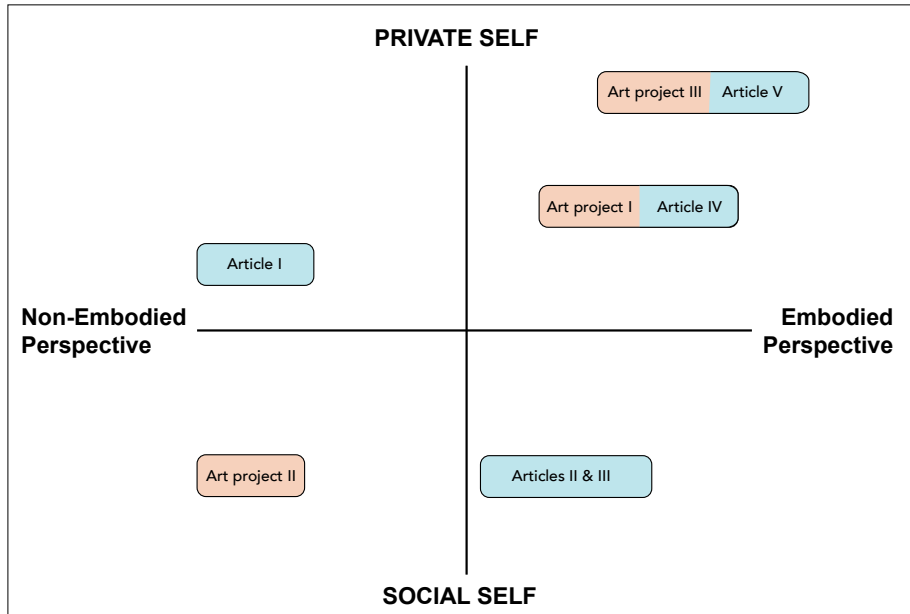 PRIVATE SELF
Art project III Article V
Art project I Article IV
Article I
Non-Embodied
Perspective
Embodied
Perspective
Art project II
Articles II & III
SOCIAL SELF